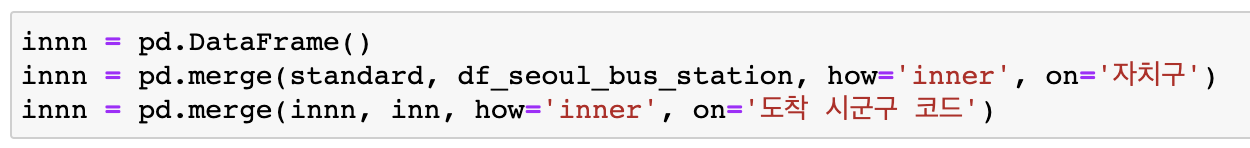 innn = pd.DataFrame()
innn = pd.merge(standard, df_seoul_bus_station, how='inner', on='자치구')
innn = pd.merge(innn, inn, how='inner', on='도착 시군구 코드')